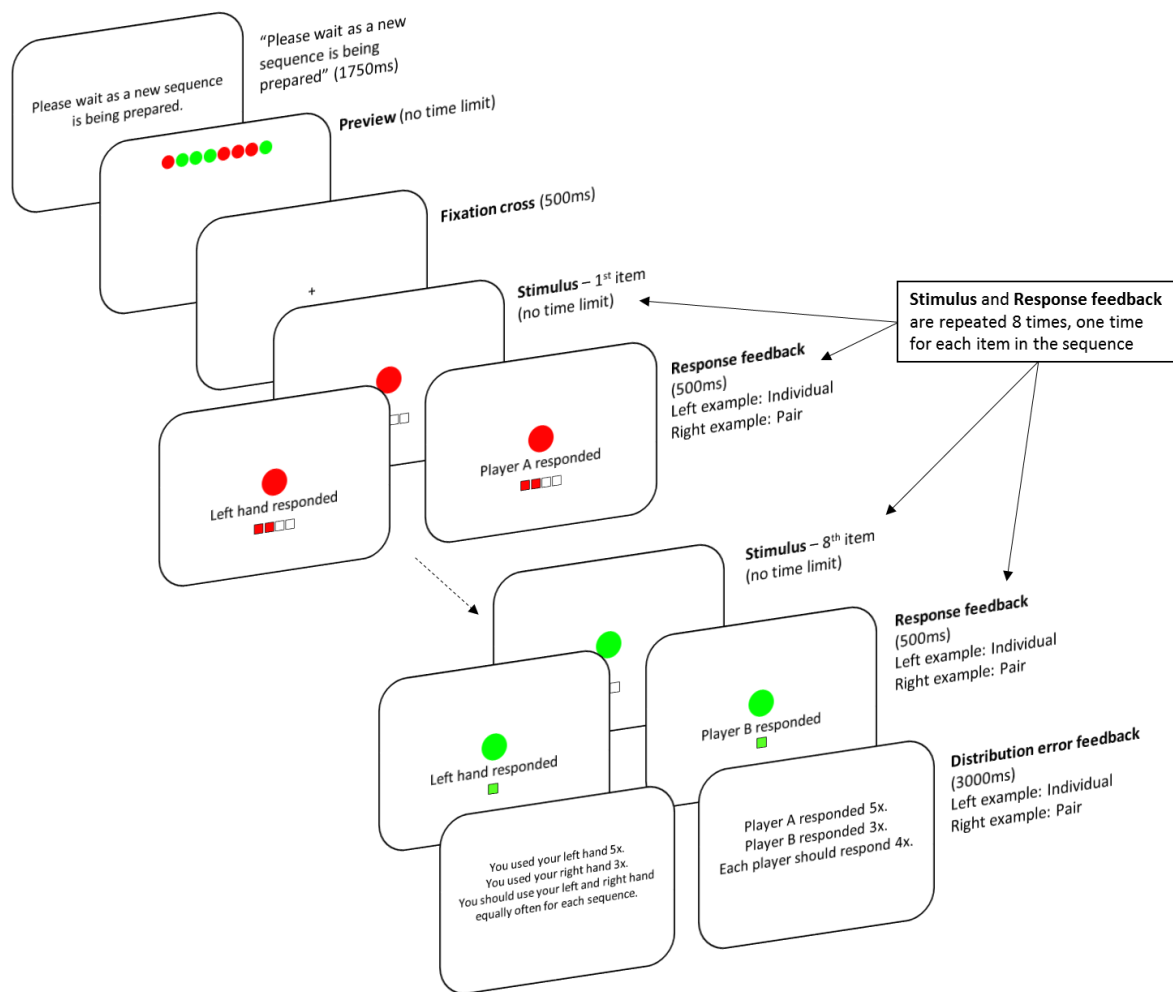 Please wait as a new sequence
is being prepared.
“Please wait as a new
sequence is being
prepared” (1750ms)
Preview (no time limit)
Fixation cross (500ms)
+
Stimulus – 1st item
(no time limit)
Stimulus and Response feedback
are repeated 8 times, one time
for each item in the sequence
Response feedback
(500ms)
Left example: Individual
Right example: Pair
Player A responded
Left hand responded
Stimulus – 8th item
(no time limit)
Response feedback
(500ms)
Left example: Individual
Right example: Pair
Player B responded
Left hand responded
Distribution error feedback
(3000ms)
Left example: Individual
Right example: Pair
Player A responded 5x.
Player B responded 3x.
Each player should respond 4x.
You used your left hand 5x.
You used your right hand 3x.
You should use your left and right hand
equally often for each sequence.